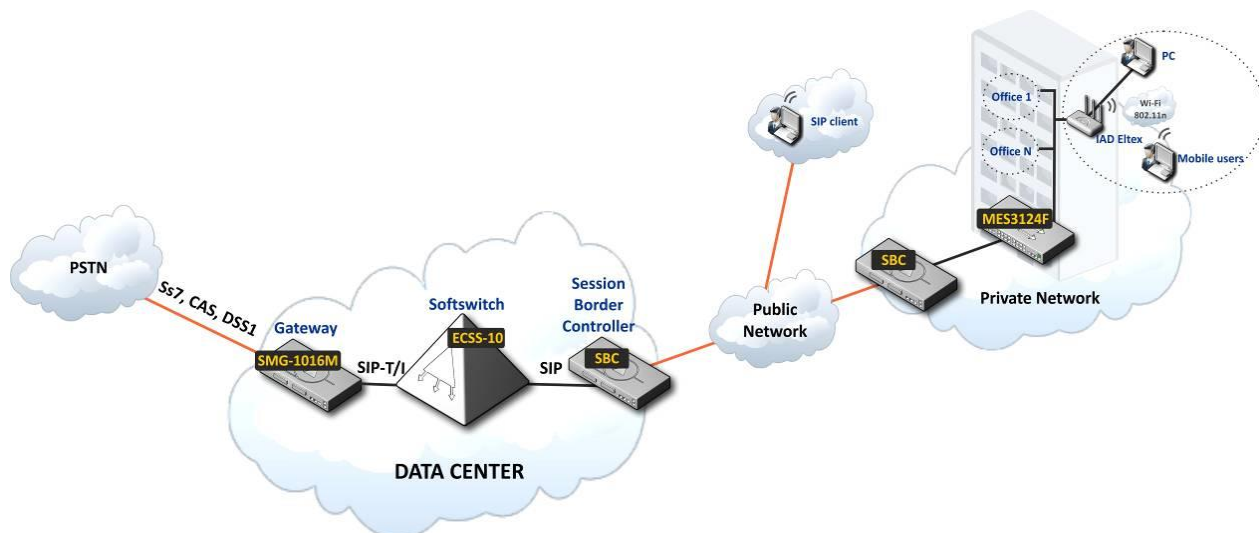 PSTN
Ss7, CAS, DSS1
Gateway
SMG-1016M
SIP-T/I
Softswitch
ECSS-10
SIP
Session
Border
Controller
SBC
DATA CENTER
SIP client
Public
Network
SBC
Private Network
MES3124F
Office 1
Office N
PC
Wi-Fi
802.11n
IAD Eltex
Mobile users